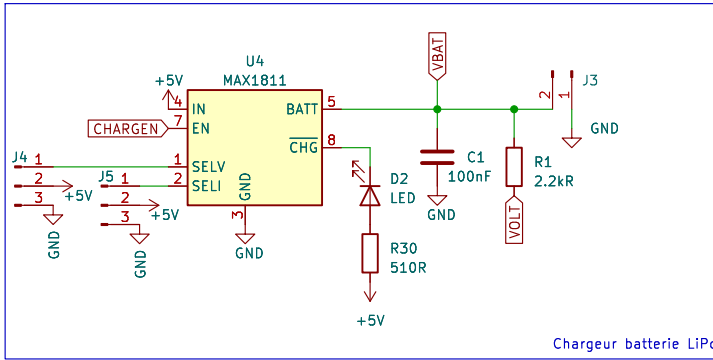 U4
MAX1811
+5V
4 IN
7 EN
CHARGEN
1 SELV
2 SELI
GND
3
GND
BATT 5
CHG 8
VBAT
J3
2
1
GND
C1
100nF
GND
R1
2.2kR
VOLT
D2
LED
R30
510R
+5V
J4
1
2
3
+5V
GND
J5
1
2
3
+5V
GND
Chargeur batterie LiPo